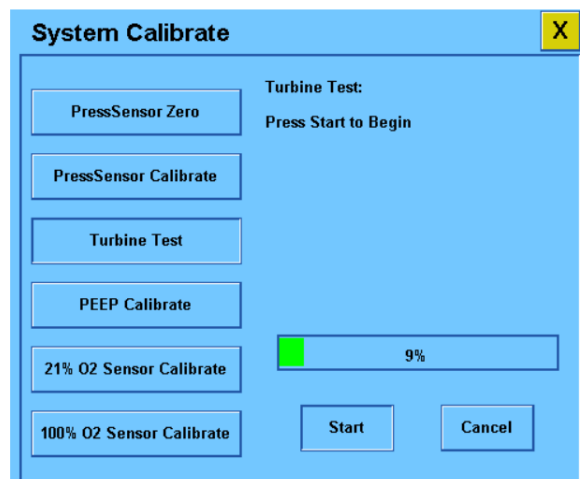 System Calibrate
X
PressSensor Zero
PressSensor Calibrate
Turbine Test
PEEP Calibrate
21% O2 Sensor Calibrate
100% O2 Sensor Calibrate
Turbine Test:
Press Start to Begin
9%
Start
Cancel